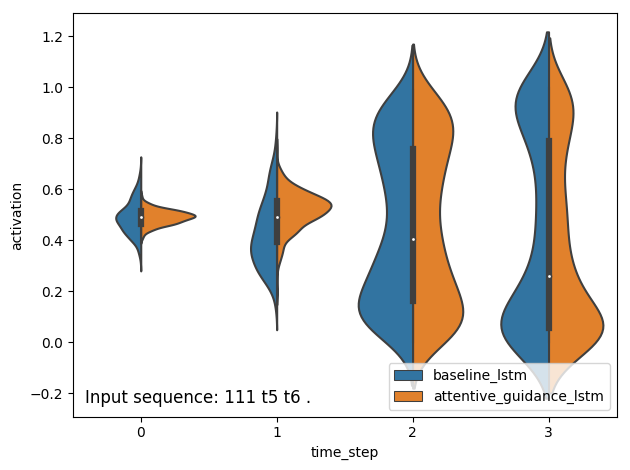 1.2
1.0
0.8
0.6
0.4
0.2
0.0
−0.2
activation
Input sequence: 111 t5 t6 .
baseline_lstm
attentive_guidance_lstm
0 1 2 3
time_step